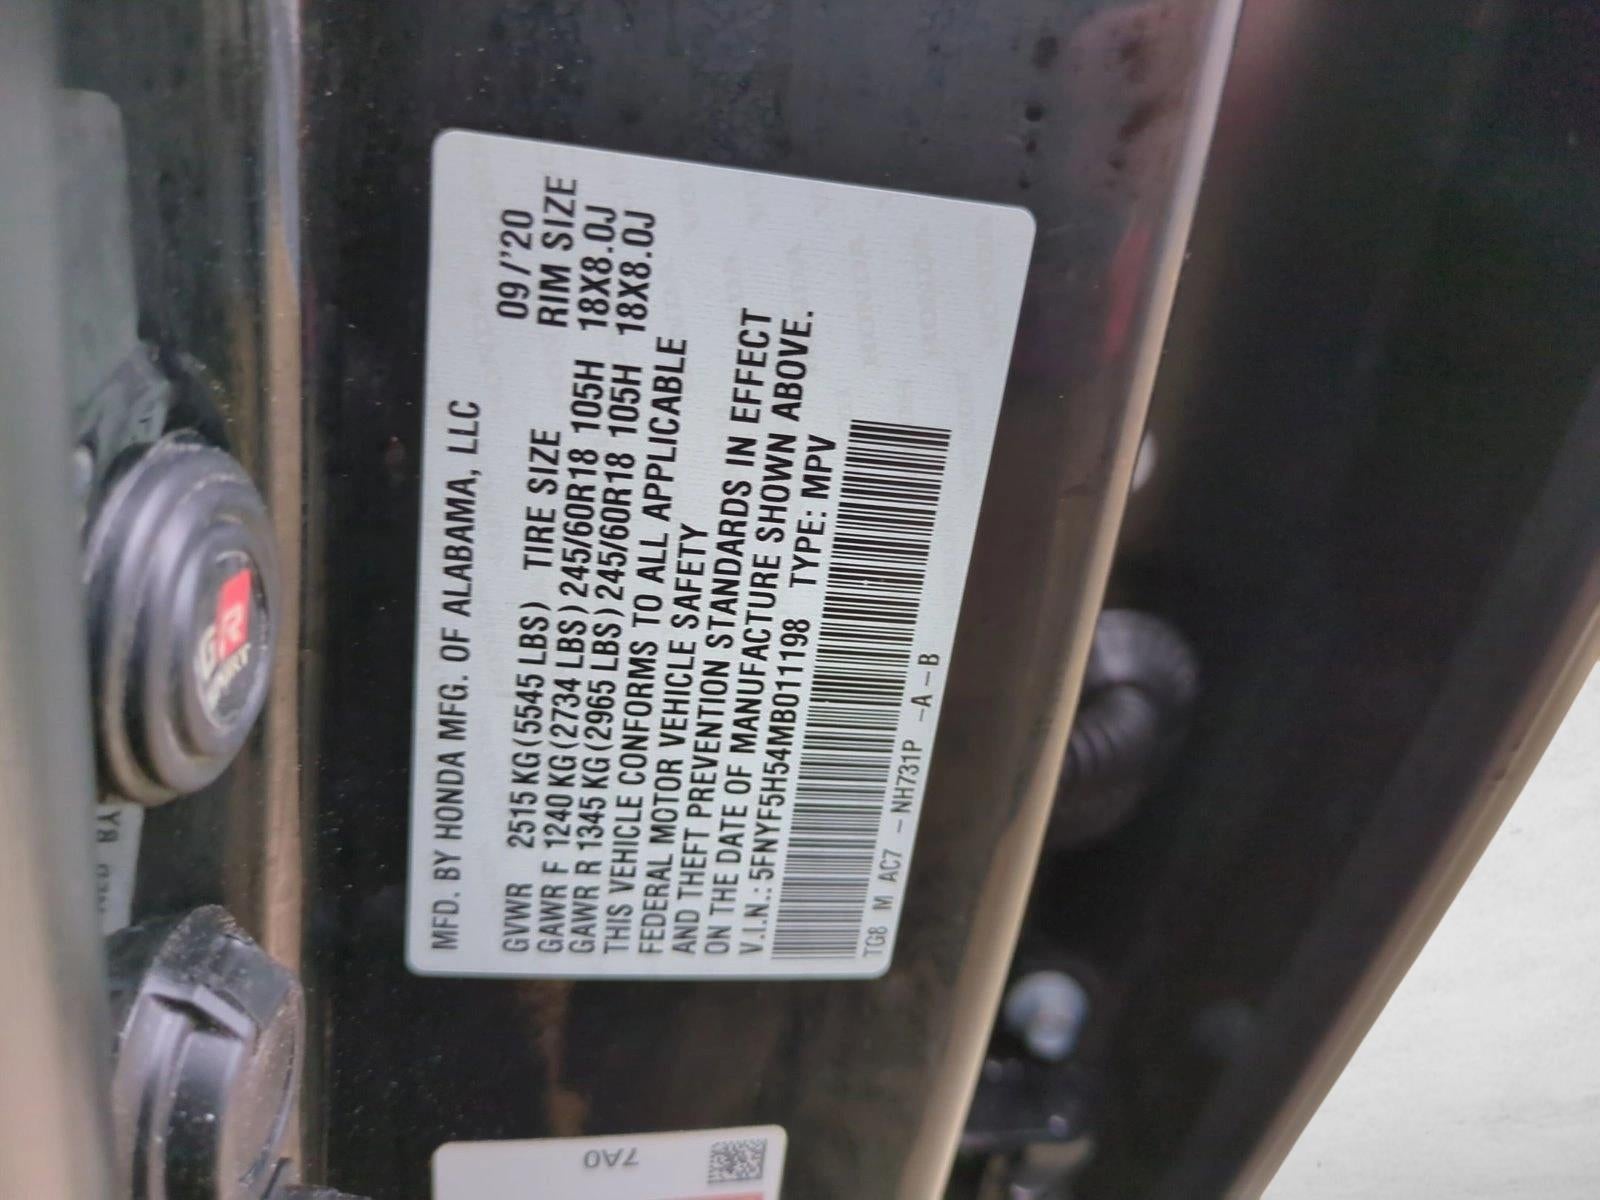 MFD. BY HONDA MFG. OF ALABAMA, LLC
09/'20
GVWR 2515 KG (5545 LBS) TIRE SIZE RIM SIZE
GAWR F 1240 KG (2734 LBS) 245/60R18 105H 18X8.0J
GAWR R 1345 KG (2965 LBS) 245/60R18 105H 18X8.0J
THIS VEHICLE CONFORMS TO ALL APPLICABLE
FEDERAL MOTOR VEHICLE SAFETY
AND THEFT PREVENTION STANDARDS IN EFFECT
ON THE DATE OF MANUFACTURE SHOWN ABOVE.
V.I.N.: 5FNYF5H54MB011198 TYPE: MPV
TG8 M AC7 - NH731P -A -B
GR
SPORT
7A0